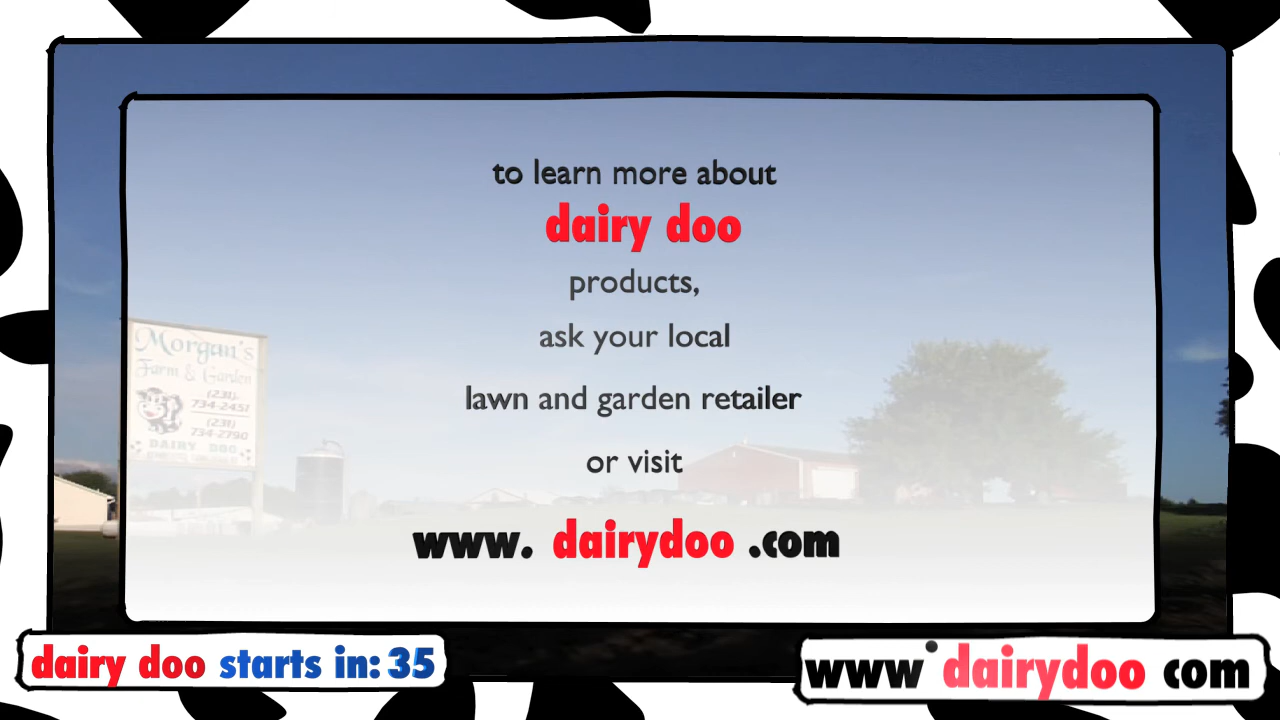 to learn more about
dairy doo
products,
ask your local
lawn and garden retailer
or visit
www. dairydoo .com
Morgan's
Farm & Garden
(231)
734-2451
(231)
734-2790
DAIRY DOO
dairy doo starts in: 35
www dairydoo com